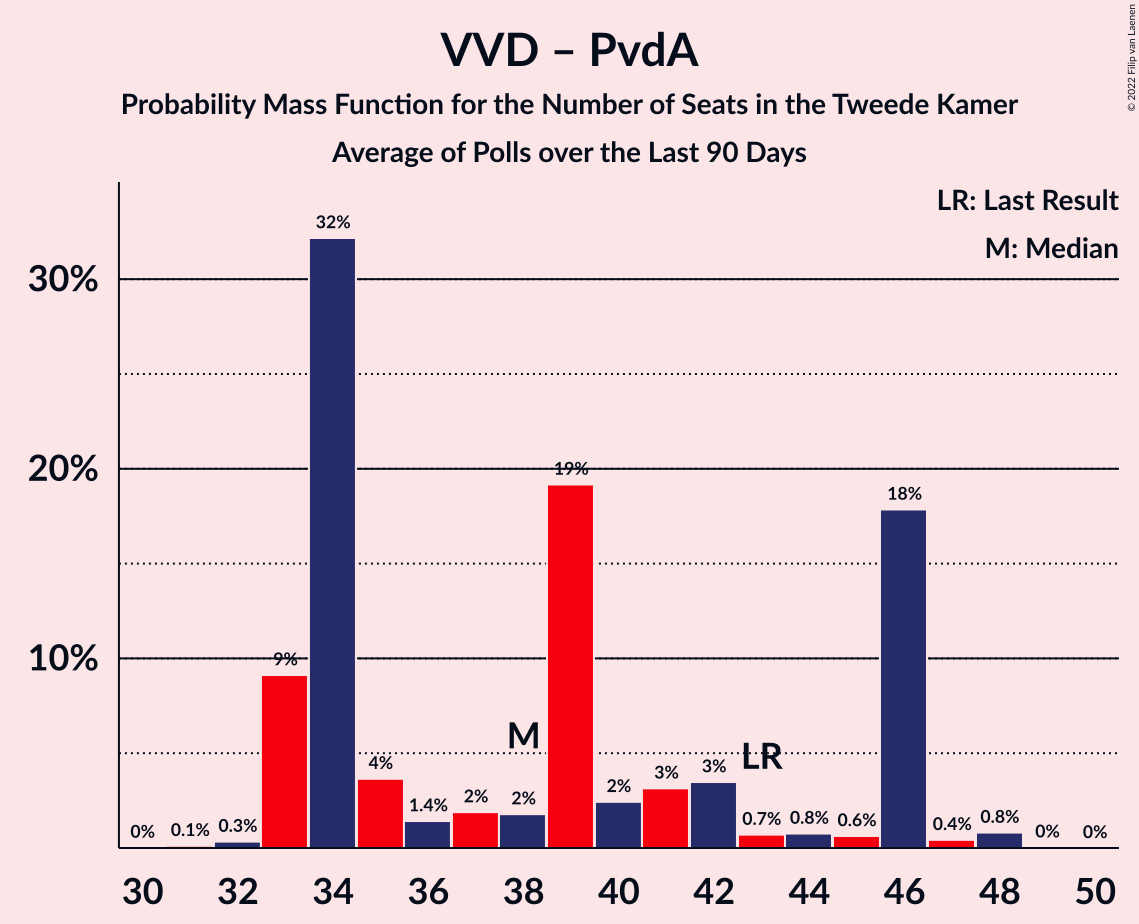 VVD – PvdA
Probability Mass Function for the Number of Seats in the Tweede Kamer
Average of Polls over the Last 90 Days
© 2022 Filip van Laenen
LR: Last Result
M: Median
30%
20%
10%
0%
0.1%
0.3%
9%
32%
4%
1.4%
2%
2%
M
19%
2%
3%
3%
LR
0.7%
0.8%
0.6%
18%
0.4%
0.8%
0%
0%
30 32 34 36 38 40 42 44 46 48 50